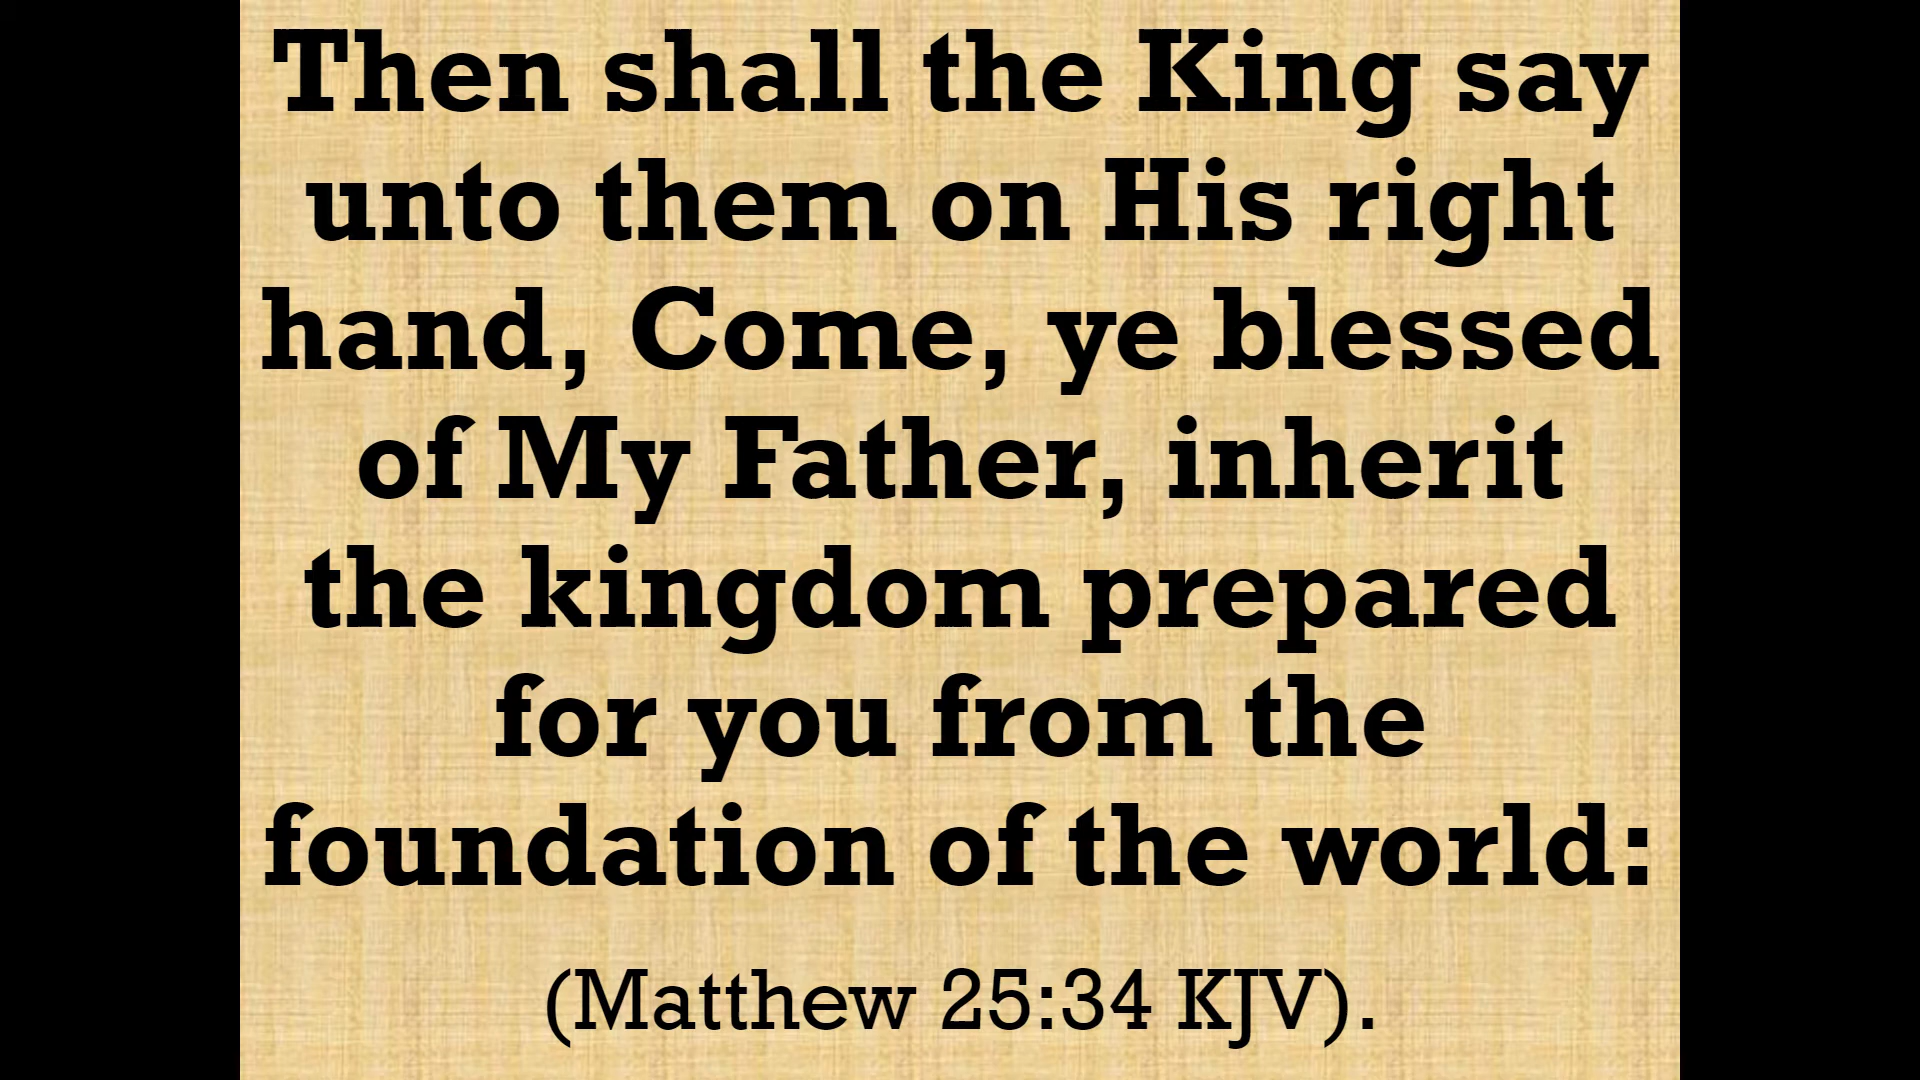 Then shall the King say
unto them on His right
hand, Come, ye blessed
of My Father, inherit
the kingdom prepared
for you from the
foundation of the world:
(Matthew 25:34 KJV).